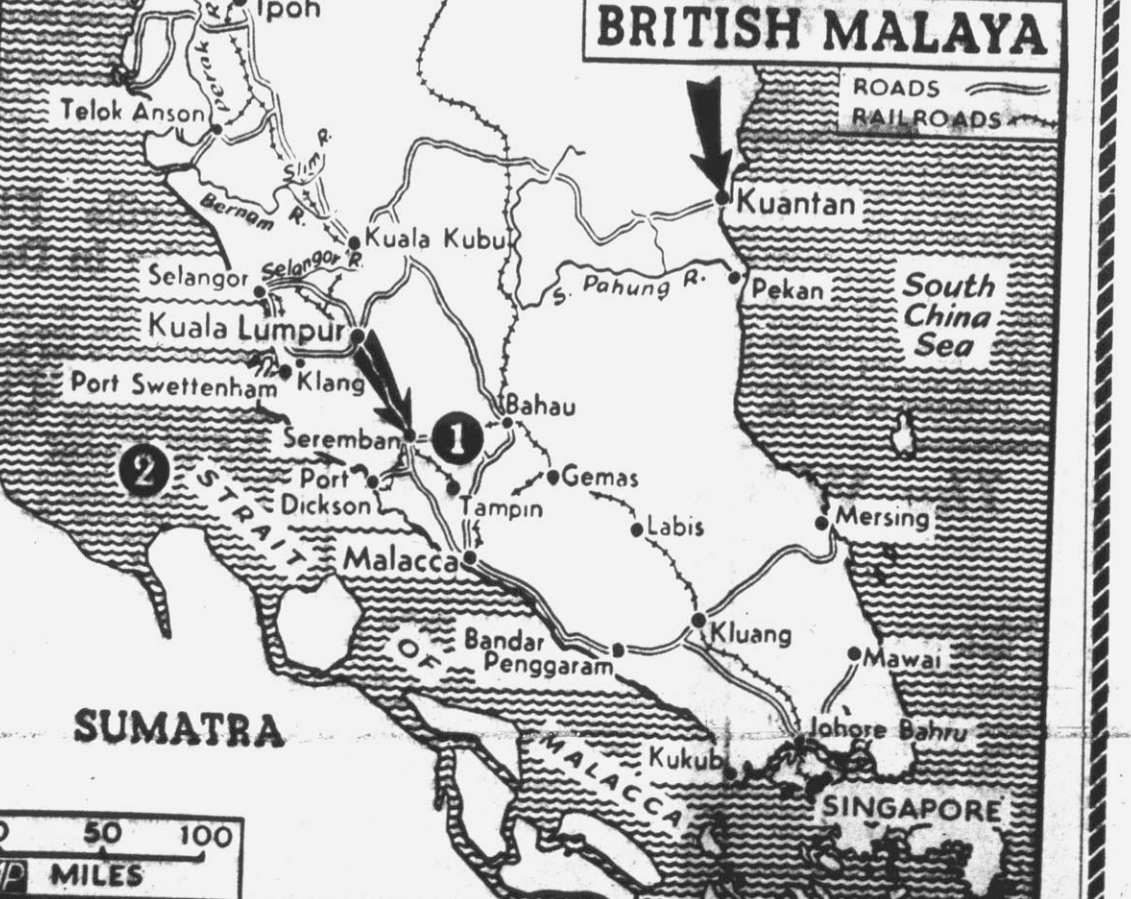 Ipoh
BRITISH MALAYA
ROADS
RAILROADS
Perak R.
Telok Anson
Slim R.
Bernam R.
Kuantan
Kuala Kubu
Selangor
Selangor R.
S. Pahung R.
Pekan
South
China
Sea
Kuala Lumpur
Port Swettenham
Klang
Bahau
Seremban
1
2
Port
Dickson
Gemas
Tampin
Labis
Mersing
STRAIT OF MALACCA
Malacca
Kluang
Bandar
Penggaram
Mawai
SUMATRA
Johore Bahru
Kukub
SINGAPORE
0 50 100
MILES